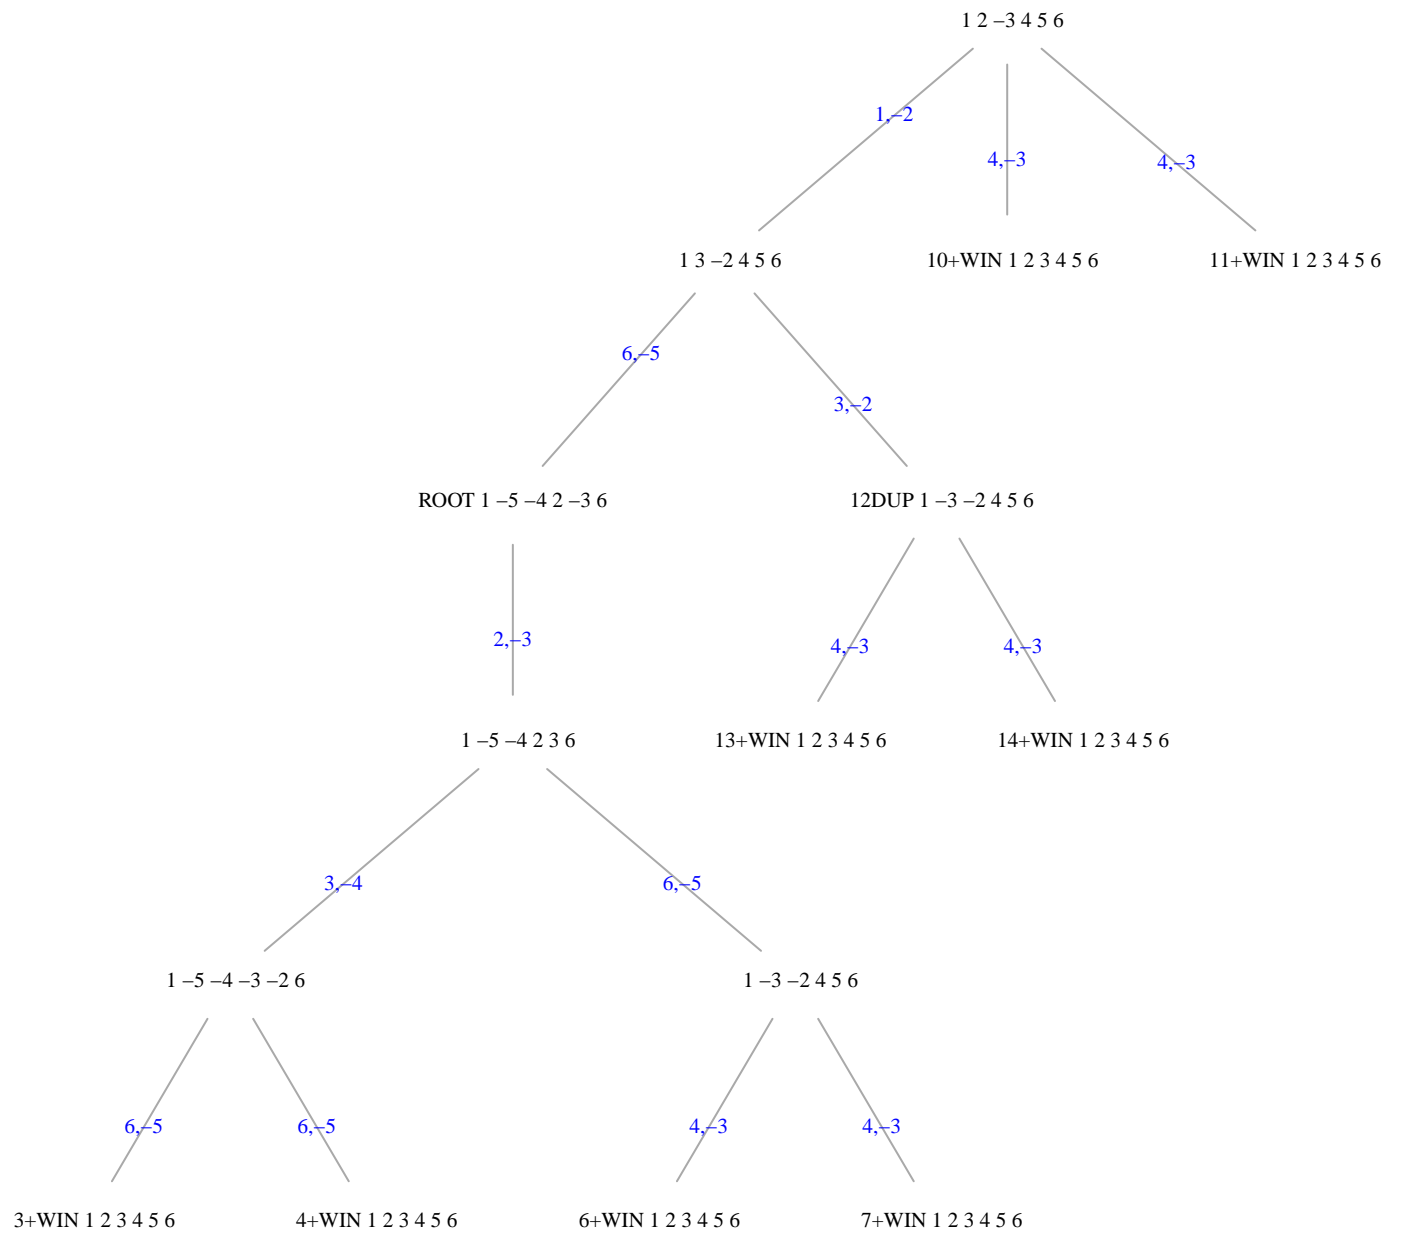 1 2 –3 4 5 6
1,–2
4,–3
4,–3
1 3 –2 4 5 6
10+WIN 1 2 3 4 5 6
11+WIN 1 2 3 4 5 6
6,–5
3,–2
ROOT 1 –5 –4 2 –3 6
12DUP 1 –3 –2 4 5 6
2,–3
4,–3
4,–3
1 –5 –4 2 3 6
13+WIN 1 2 3 4 5 6
14+WIN 1 2 3 4 5 6
3,–4
6,–5
1 –5 –4 –3 –2 6
1 –3 –2 4 5 6
6,–5
6,–5
4,–3
4,–3
3+WIN 1 2 3 4 5 6
4+WIN 1 2 3 4 5 6
6+WIN 1 2 3 4 5 6
7+WIN 1 2 3 4 5 6